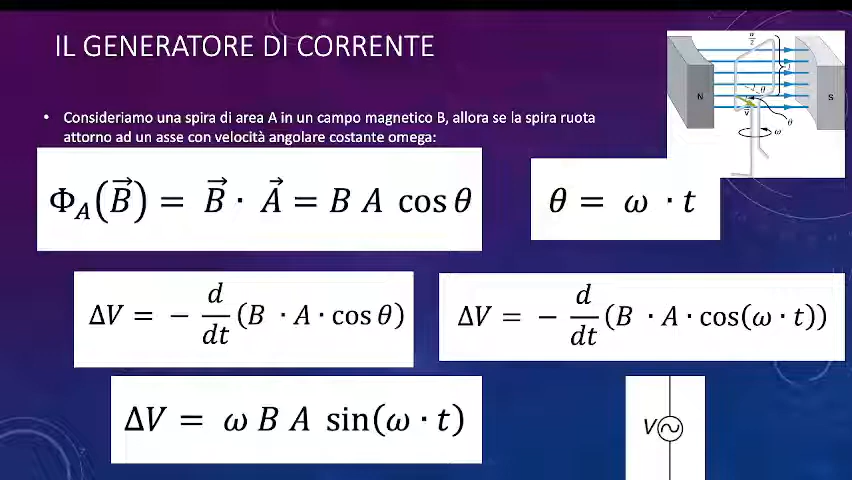 IL GENERATORE DI CORRENTE
• Consideriamo una spira di area A in un campo magnetico B, allora se la spira ruota
attorno ad un asse con velocità angolare costante omega:
N
S
θ
θ
ω
Φ_A(B⃗) = B⃗ · A⃗ = B A cos θ
θ = ω · t
ΔV = − d/dt (B · A · cos θ)
ΔV = − d/dt (B · A · cos(ω · t))
ΔV = ω B A sin(ω · t)
V